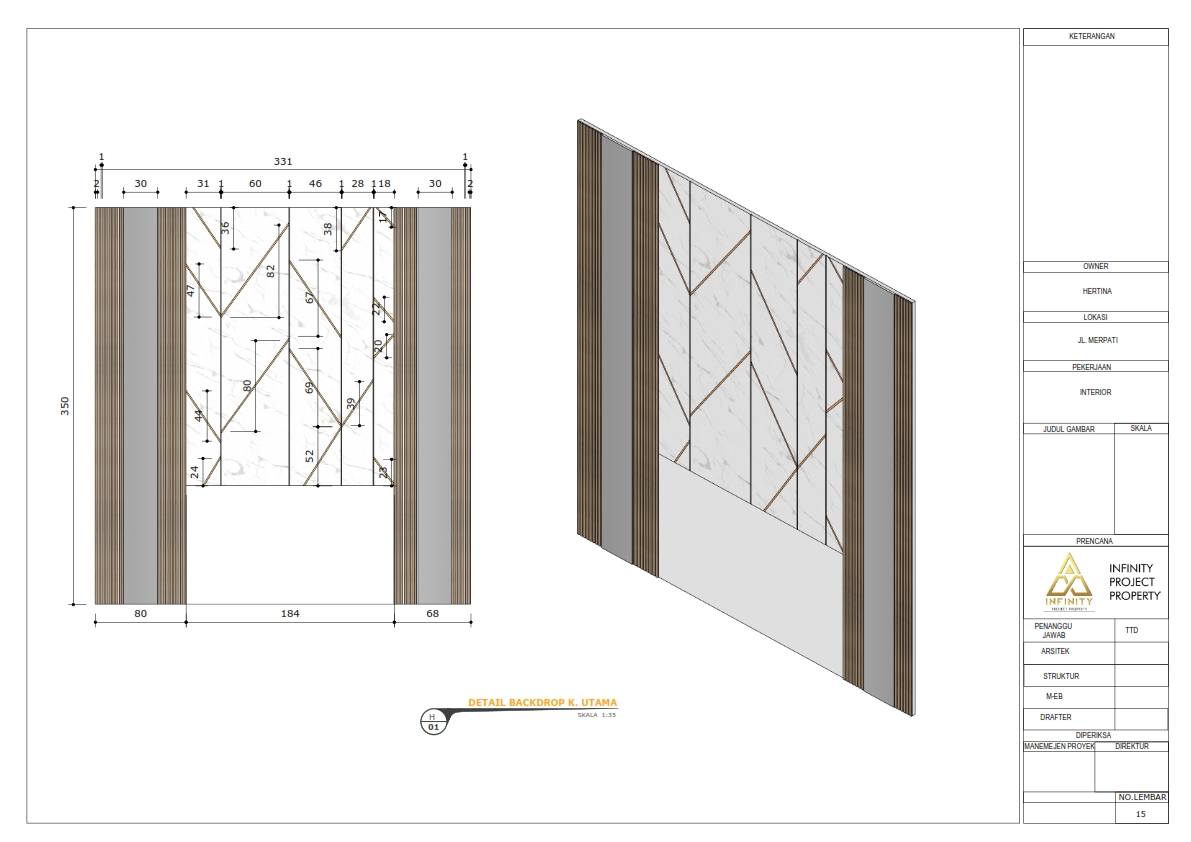 1
331
1
2
30
31
1
60
1
46
1
28
1
18
30
2
36
38
17
82
47
67
22
20
80
69
39
44
52
24
23
350
80
184
68
H
01
DETAIL BACKDROP K. UTAMA
SKALA 1:35
KETERANGAN
OWNER
HERTINA
LOKASI
JL. MERPATI
PEKERJAAN
INTERIOR
JUDUL GAMBAR
SKALA
PRENCANA
INFINITY
PROJECT PROPERTY
INFINITY
PROJECT
PROPERTY
PENANGGU
JAWAB
TTD
ARSITEK
STRUKTUR
M-EB
DRAFTER
DIPERIKSA
MANEMEJEN PROYEK
DIREKTUR
NO.LEMBAR
15